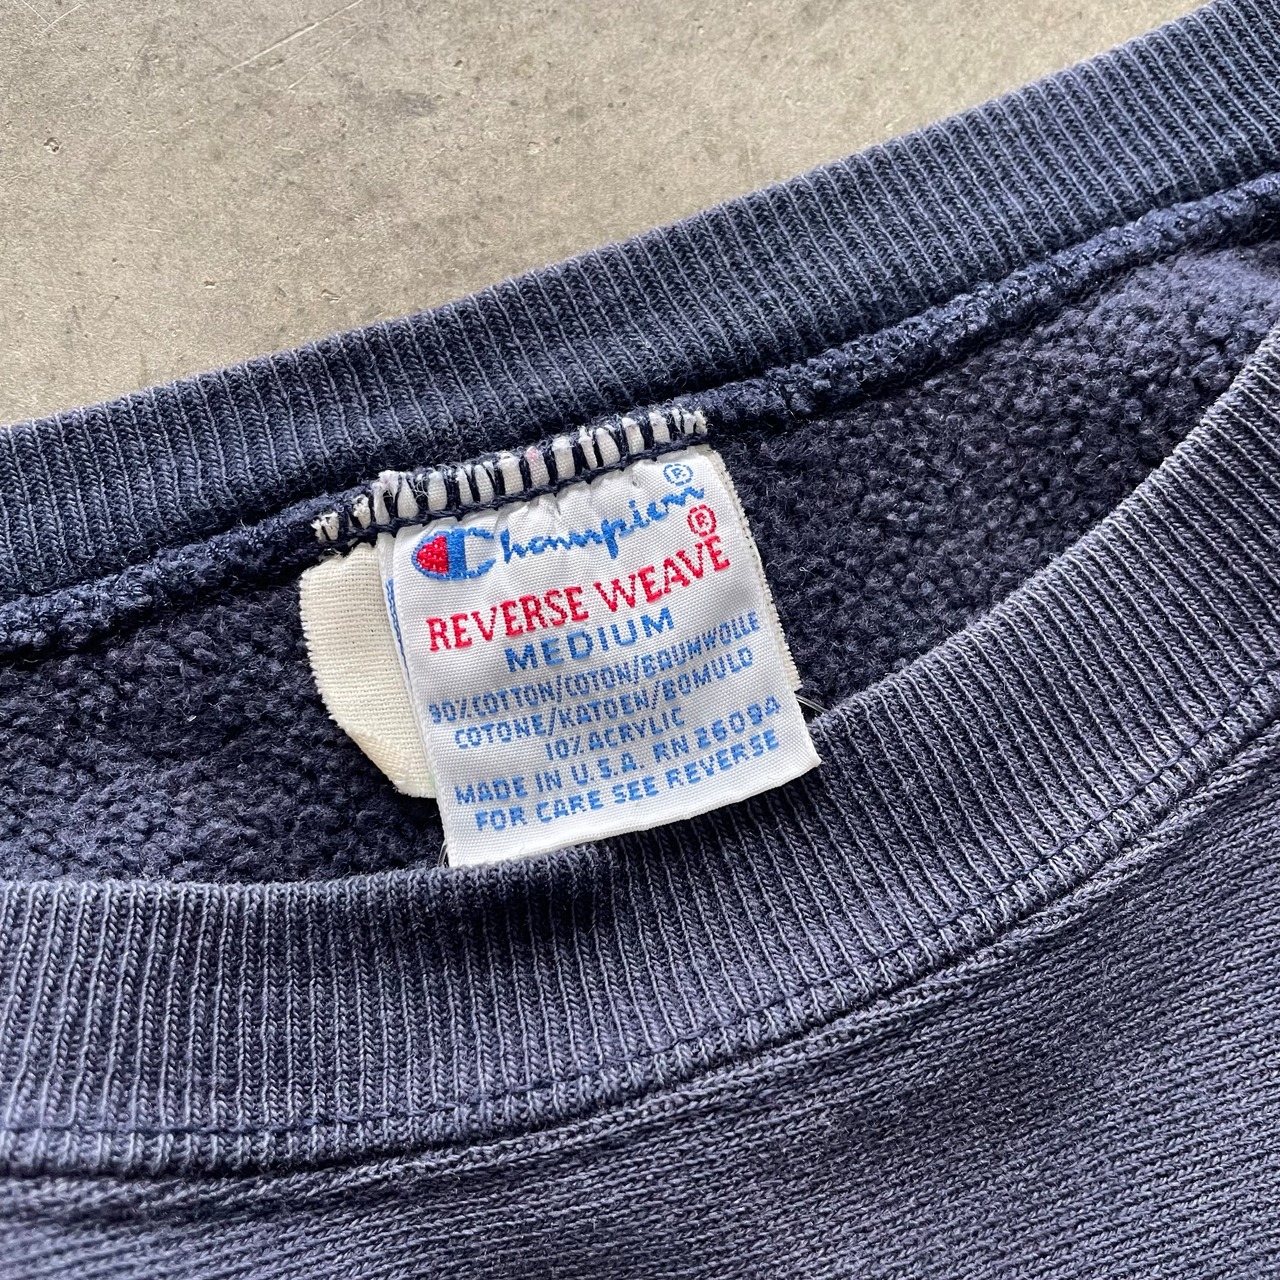 Champion®
REVERSE WEAVE®
MEDIUM
90% COTTON/COTON/BAUMWOLLE
COTONE/KATOEN/BOMULD
10% ACRYLIC
MADE IN U.S.A. RN 26094
FOR CARE SEE REVERSE